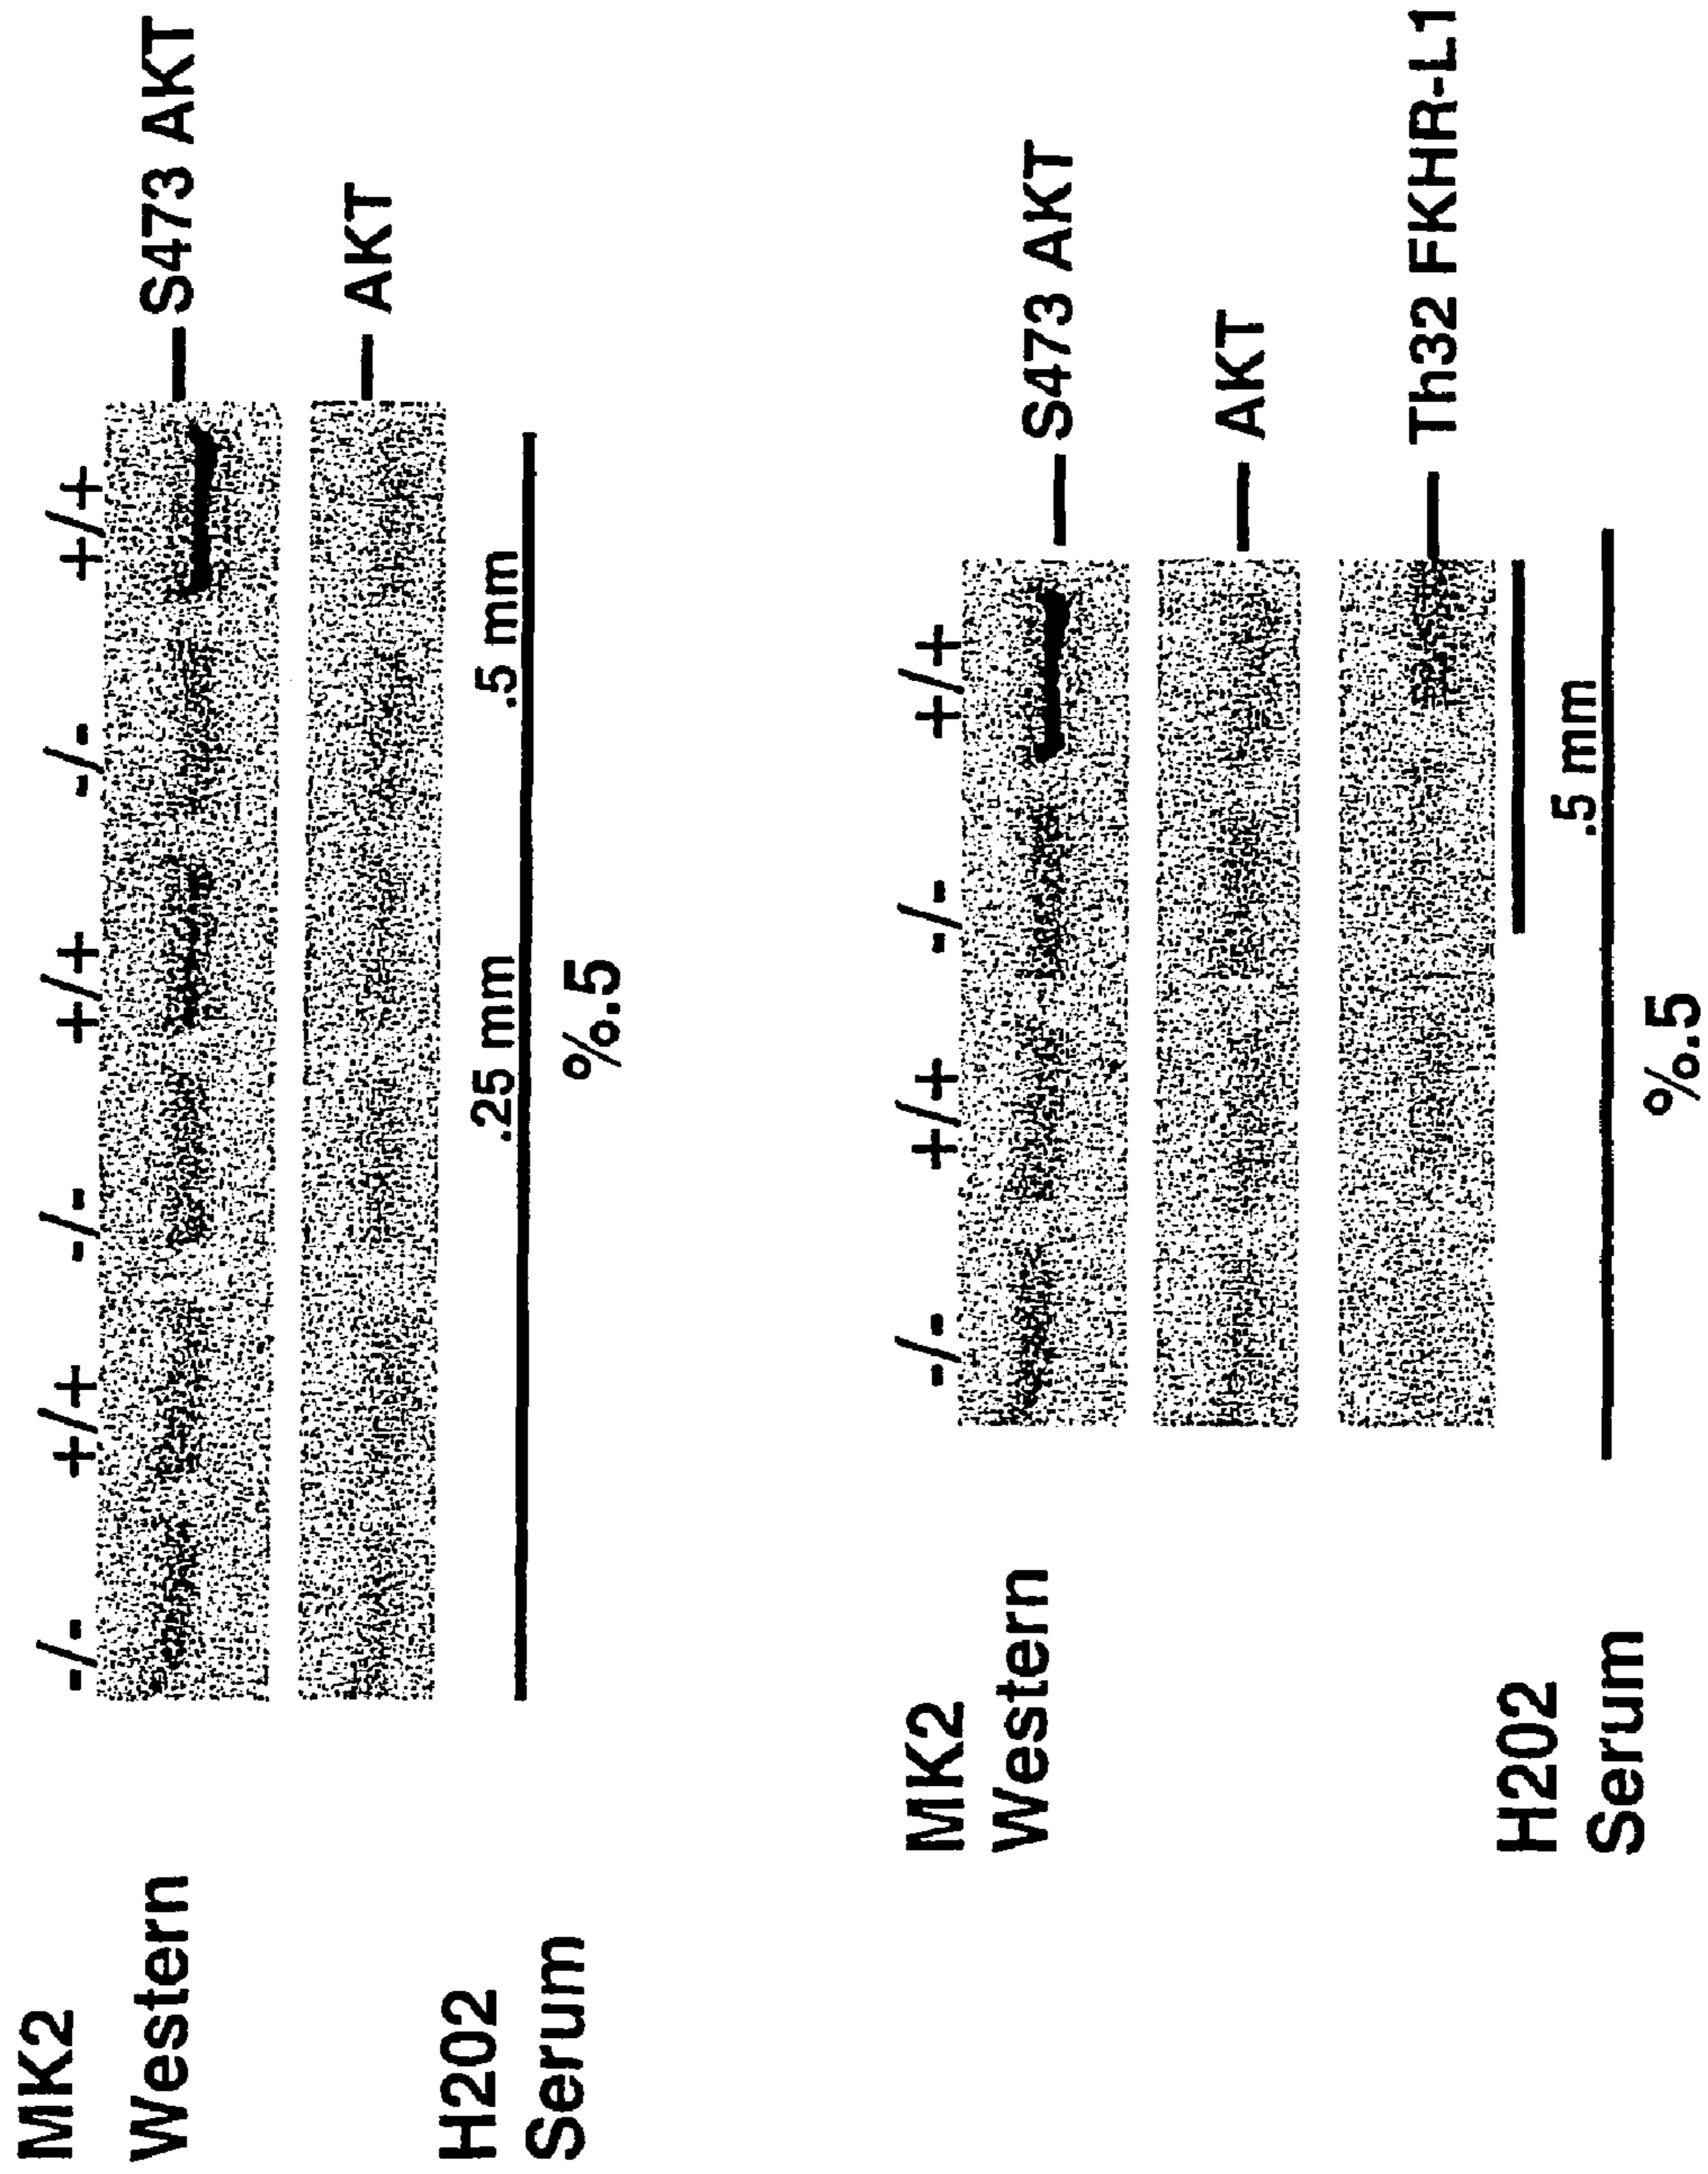 MK2 -/- +/+ -/- +/+ -/- +/+
Western
S473 AKT
AKT
H202 .25 mm .5 mm
Serum %.5
MK2 -/- +/+ -/- +/+
Western
S473 AKT
AKT
Th32 FKHR-L1
H202 .5 mm
Serum %.5